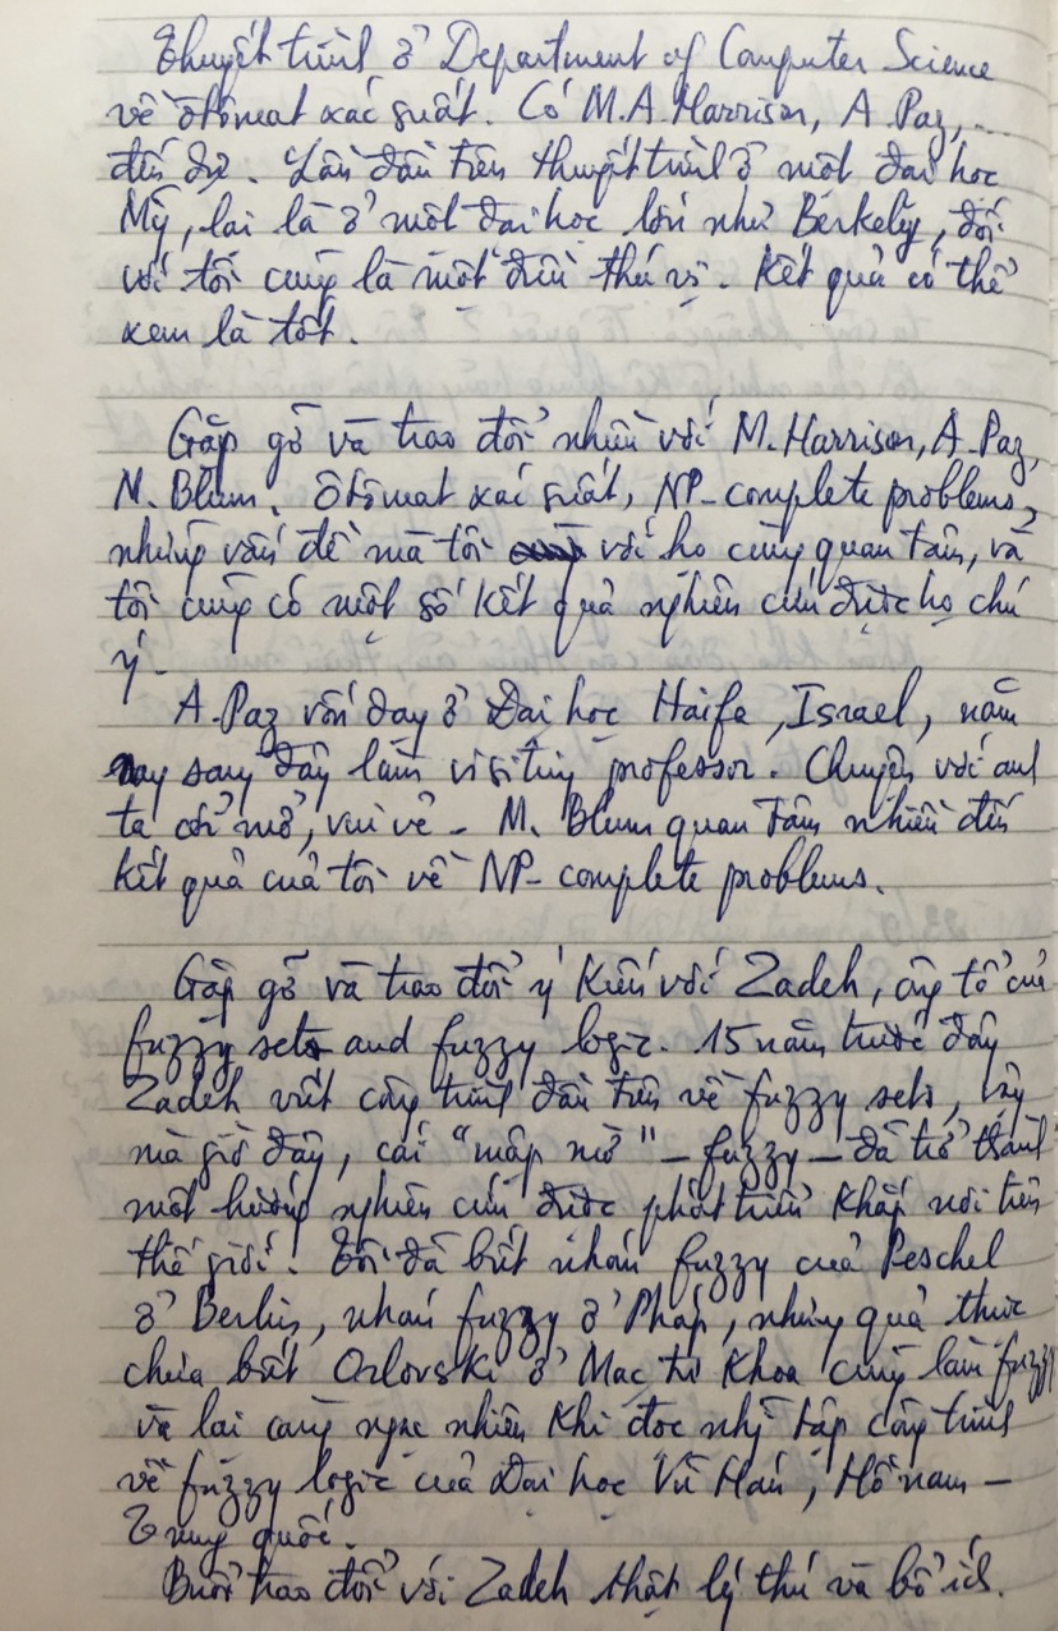 Thuyết trình ở Department of Computer Science
về ôtômat xác suất. Có M.A. Harrison, A. Paz, ...
đến dự. Lần đầu tiên thuyết trình ở một đại học
Mỹ, lại là ở một đại học lớn như Berkeley, đối
với tôi cũng là một điều thú vị. Kết quả có thể
xem là tốt.
Gặp gỡ và trao đổi nhiều với M. Harrison, A. Paz,
M. Blum. Ôtômat xác suất, NP-complete problems,
những vấn đề mà tôi với họ cùng quan tâm, và
tôi cũng có một số kết quả nghiên cứu được họ chú
ý.
A. Paz vốn dạy ở Đại học Haifa, Israel, năm
nay sang đây làm visiting professor. Chuyện với anh
ta cởi mở, vui vẻ. M. Blum quan tâm nhiều đến
kết quả của tôi về NP-complete problems.
Gặp gỡ và trao đổi ý kiến với Zadeh, ông tổ của
fuzzy sets and fuzzy logic. 15 năm trước đây
Zadeh viết công trình đầu tiên về fuzzy sets, vậy
mà giờ đây, cái "mập mờ" - fuzzy - đã trở thành
một hướng nghiên cứu được phát triển khắp nơi trên
thế giới. Tôi đã biết nhóm fuzzy của Peschel
ở Berlin, nhóm fuzzy ở Pháp, nhưng quả thực
chưa biết Orlovski ở Mạc tư khoa cũng làm fuzzy
và lại càng ngạc nhiên khi đọc những tập công trình
về fuzzy logic của Đại học Vũ Hán, Hồ nam -
Trung quốc.
Buổi trao đổi với Zadeh thật lý thú và bổ ích.